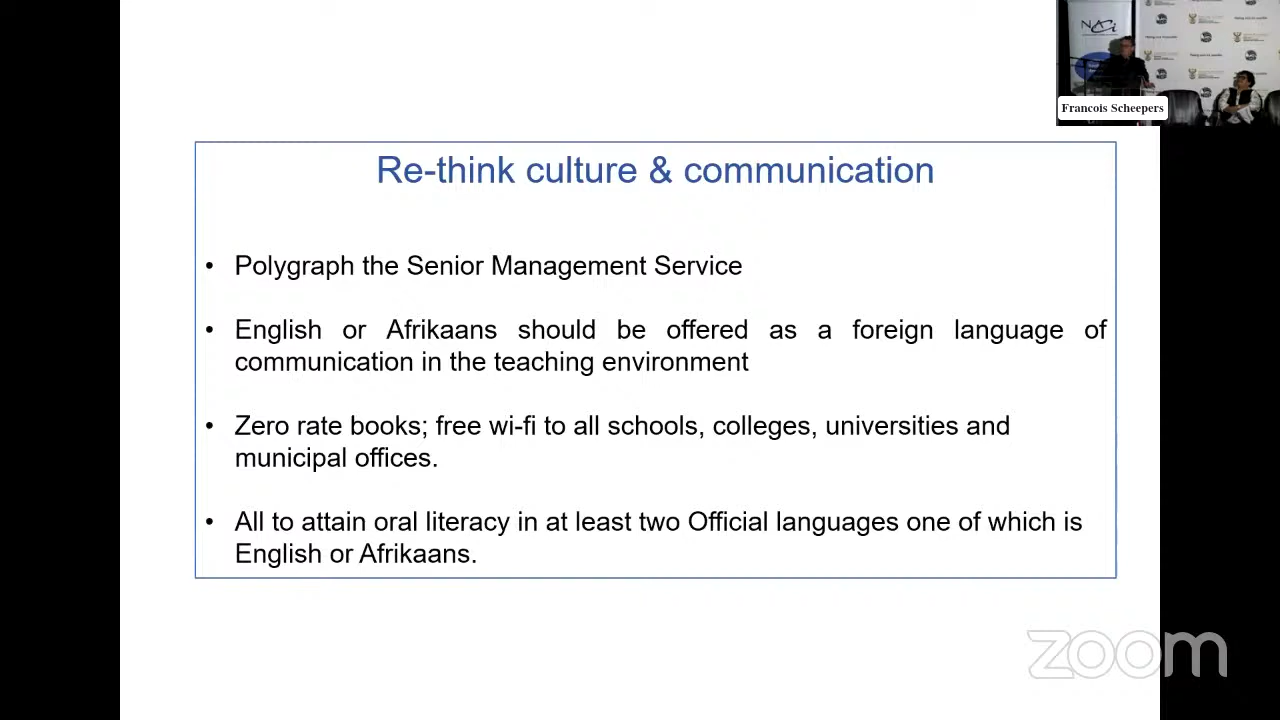 NACi
Francois Scheepers
Re-think culture & communication
• Polygraph the Senior Management Service
• English or Afrikaans should be offered as a foreign language of
communication in the teaching environment
• Zero rate books; free wi-fi to all schools, colleges, universities and
municipal offices.
• All to attain oral literacy in at least two Official languages one of which is
English or Afrikaans.
zoom